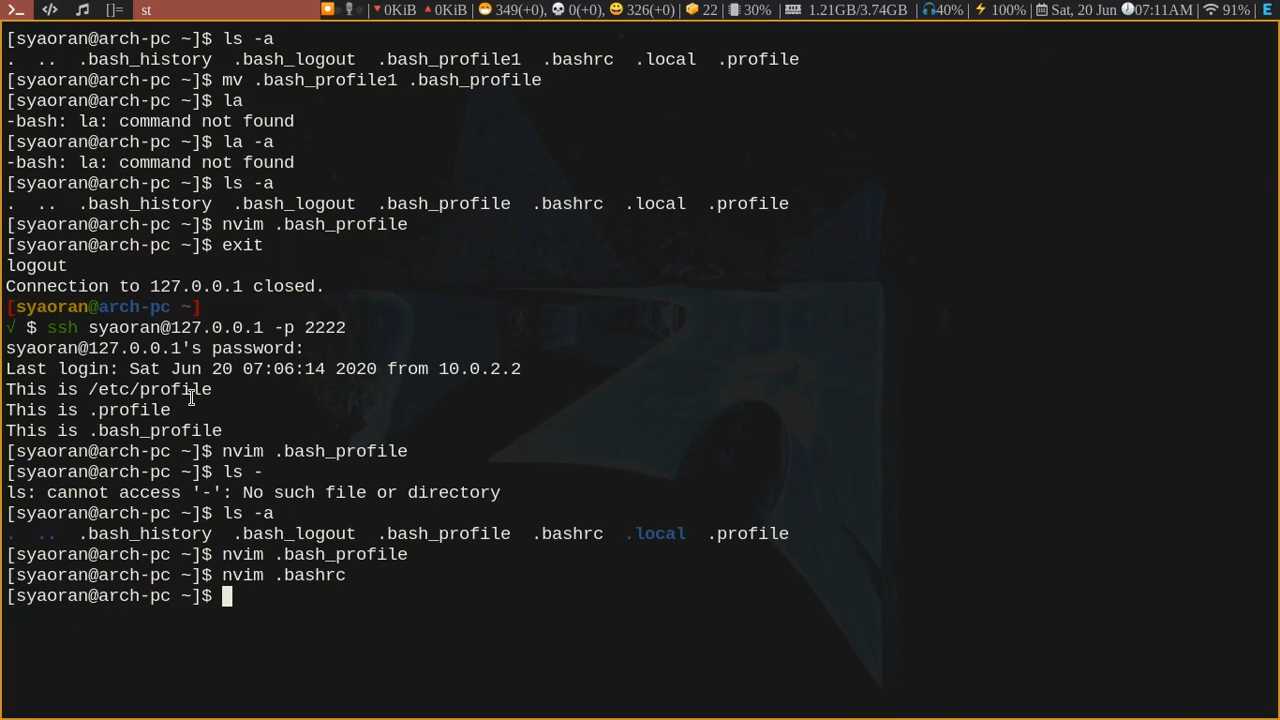 >_ </> []= st 0KiB 0KiB | 349(+0), 0(+0), 326(+0) | 22 | 30% | 1.21GB/3.74GB | 40% | 100% | Sat, 20 Jun 07:11AM | 91% | E
[syaoran@arch-pc ~]$ ls -a
.  ..  .bash_history  .bash_logout  .bash_profile1  .bashrc  .local  .profile
[syaoran@arch-pc ~]$ mv .bash_profile1 .bash_profile
[syaoran@arch-pc ~]$ la
-bash: la: command not found
[syaoran@arch-pc ~]$ la -a
-bash: la: command not found
[syaoran@arch-pc ~]$ ls -a
.  ..  .bash_history  .bash_logout  .bash_profile  .bashrc  .local  .profile
[syaoran@arch-pc ~]$ nvim .bash_profile
[syaoran@arch-pc ~]$ exit
logout
Connection to 127.0.0.1 closed.
[syaoran@arch-pc ~]
√ $ ssh syaoran@127.0.0.1 -p 2222
syaoran@127.0.0.1's password:
Last login: Sat Jun 20 07:06:14 2020 from 10.0.2.2
This is /etc/profile
This is .profile
This is .bash_profile
[syaoran@arch-pc ~]$ nvim .bash_profile
[syaoran@arch-pc ~]$ ls -
ls: cannot access '-': No such file or directory
[syaoran@arch-pc ~]$ ls -a
.  ..  .bash_history  .bash_logout  .bash_profile  .bashrc  .local  .profile
[syaoran@arch-pc ~]$ nvim .bash_profile
[syaoran@arch-pc ~]$ nvim .bashrc
[syaoran@arch-pc ~]$